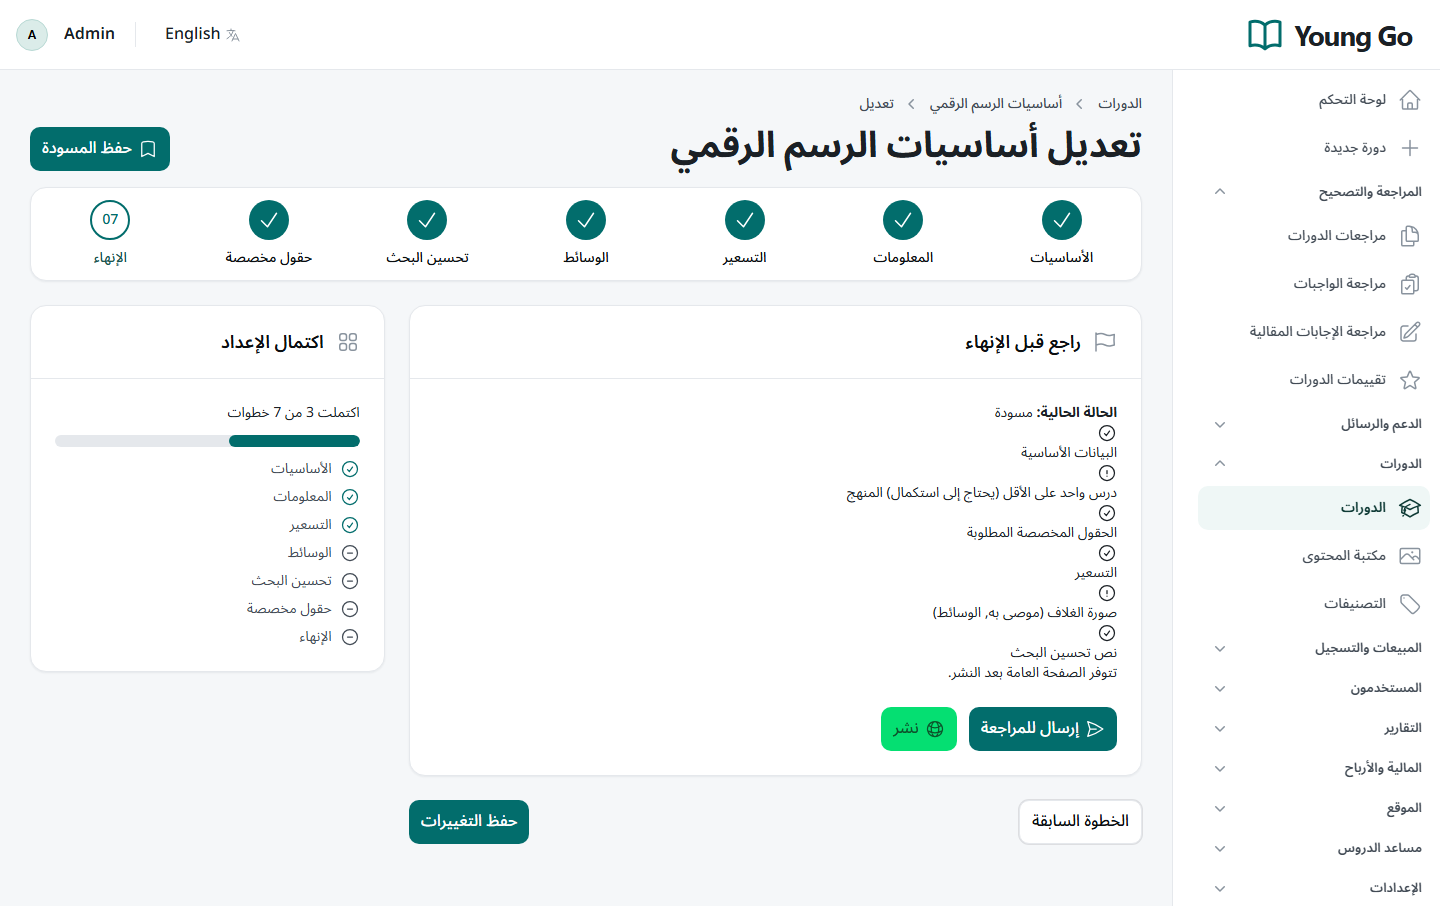 Young Go
English
Admin
A
لوحة التحكم
دورة جديدة
المراجعة والتصحيح
مراجعات الدورات
مراجعة الواجبات
مراجعة الإجابات المقالية
تقييمات الدورات
الدعم والرسائل
الدورات
الدورات
مكتبة المحتوى
التصنيفات
المبيعات والتسجيل
المستخدمون
التقارير
المالية والأرباح
الموقع
مساعد الدروس
الإعدادات
الدورات
أساسيات الرسم الرقمي
تعديل
تعديل أساسيات الرسم الرقمي
حفظ المسودة
الأساسيات
المعلومات
التسعير
الوسائط
تحسين البحث
حقول مخصصة
07
الإنهاء
راجع قبل الإنهاء
الحالة الحالية: مسودة
البيانات الأساسية
درس واحد على الأقل (يحتاج إلى استكمال) المنهج
الحقول المخصصة المطلوبة
التسعير
صورة الغلاف (موصى به, الوسائط)
نص تحسين البحث
تتوفر الصفحة العامة بعد النشر.
إرسال للمراجعة
نشر
الخطوة السابقة
حفظ التغييرات
اكتمال الإعداد
اكتملت 3 من 7 خطوات
الأساسيات
المعلومات
التسعير
الوسائط
تحسين البحث
حقول مخصصة
الإنهاء